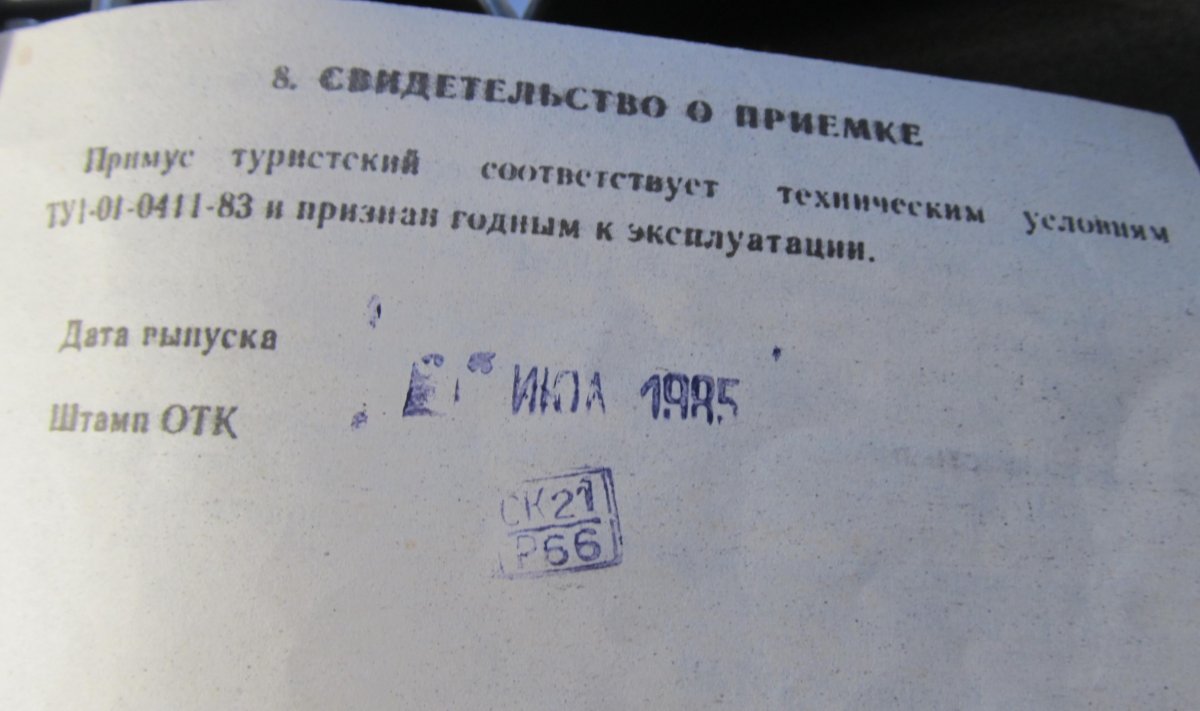 8. СВИДЕТЕЛЬСТВО О ПРИЕМКЕ
Примус туристский соответствует техническим условиям
ТУ1-01-0411-83 и признан годным к эксплуатации.
Дата выпуска
1985
Штамп ОТК
СК21
Р66